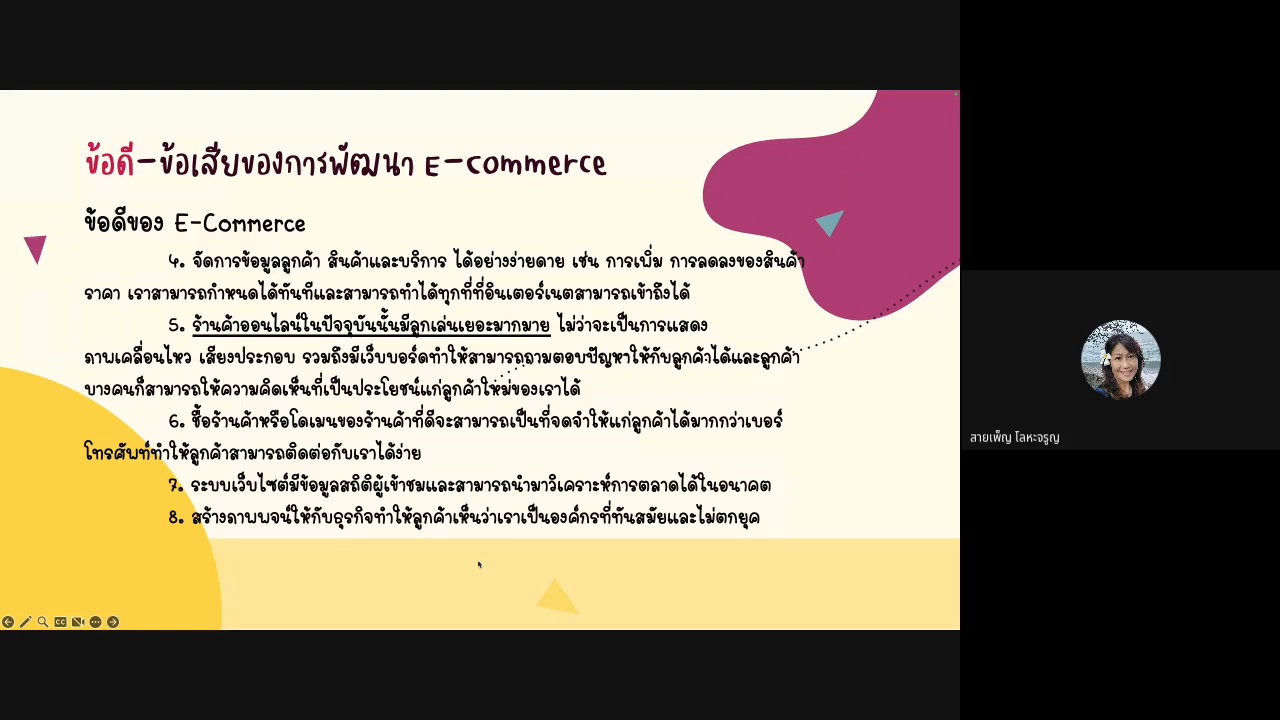 ข้อดี-ข้อเสียของการพัฒนา E-commerce
ข้อดีของ E-Commerce
4. จัดการข้อมูลลูกค้า สินค้าและบริการ ได้อย่างง่ายดาย เช่น การเพิ่ม การลดลงของสินค้า
ราคา เราสามารถกำหนดได้ทันทีและสามารถทำได้ทุกที่ที่อินเตอร์เนตสามารถเข้าถึงได้
5. ร้านค้าออนไลน์ในปัจจุบันนั้นมีลูกเล่นเยอะมากมาย ไม่ว่าจะเป็นการแสดง
ภาพเคลื่อนไหว เสียงประกอบ รวมถึงมีเว็บบอร์ดทำให้สามารถถามตอบปัญหาให้กับลูกค้าได้และลูกค้า
บางคนก็สามารถให้ความคิดเห็นที่เป็นประโยชน์แก่ลูกค้าใหม่ของเราได้
6. ชื่อร้านค้าหรือโดเมนของร้านค้าที่ดีจะสามารถเป็นที่จดจำให้แก่ลูกค้าได้มากกว่าเบอร์
โทรศัพท์ทำให้ลูกค้าสามารถติดต่อกับเราได้ง่าย
7. ระบบเว็บไซต์มีข้อมูลสถิติผู้เข้าชมและสามารถนำมาวิเคราะห์การตลาดได้ในอนาคต
8. สร้างภาพพจน์ให้กับธุรกิจทำให้ลูกค้าเห็นว่าเราเป็นองค์กรที่ทันสมัยและไม่ตกยุค
สายเพ็ญ โลหะจรูญ